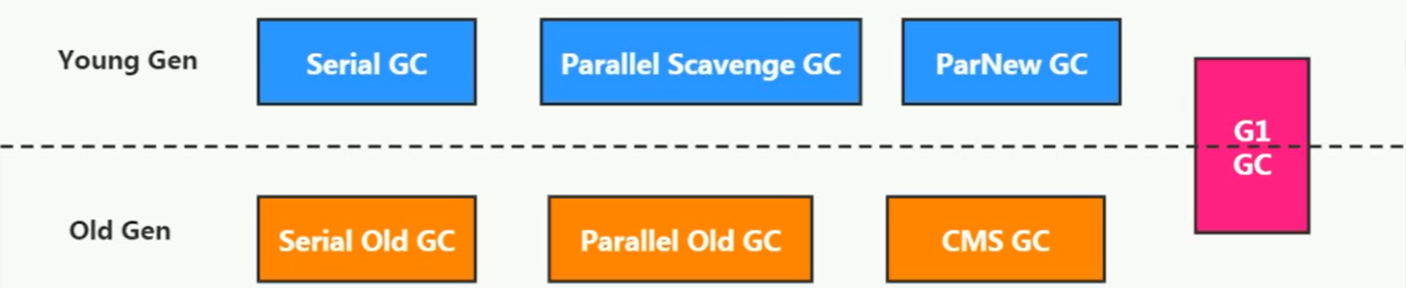 Young Gen
Serial GC
Parallel Scavenge GC
ParNew GC
G1
GC
Old Gen
Serial Old GC
Parallel Old GC
CMS GC